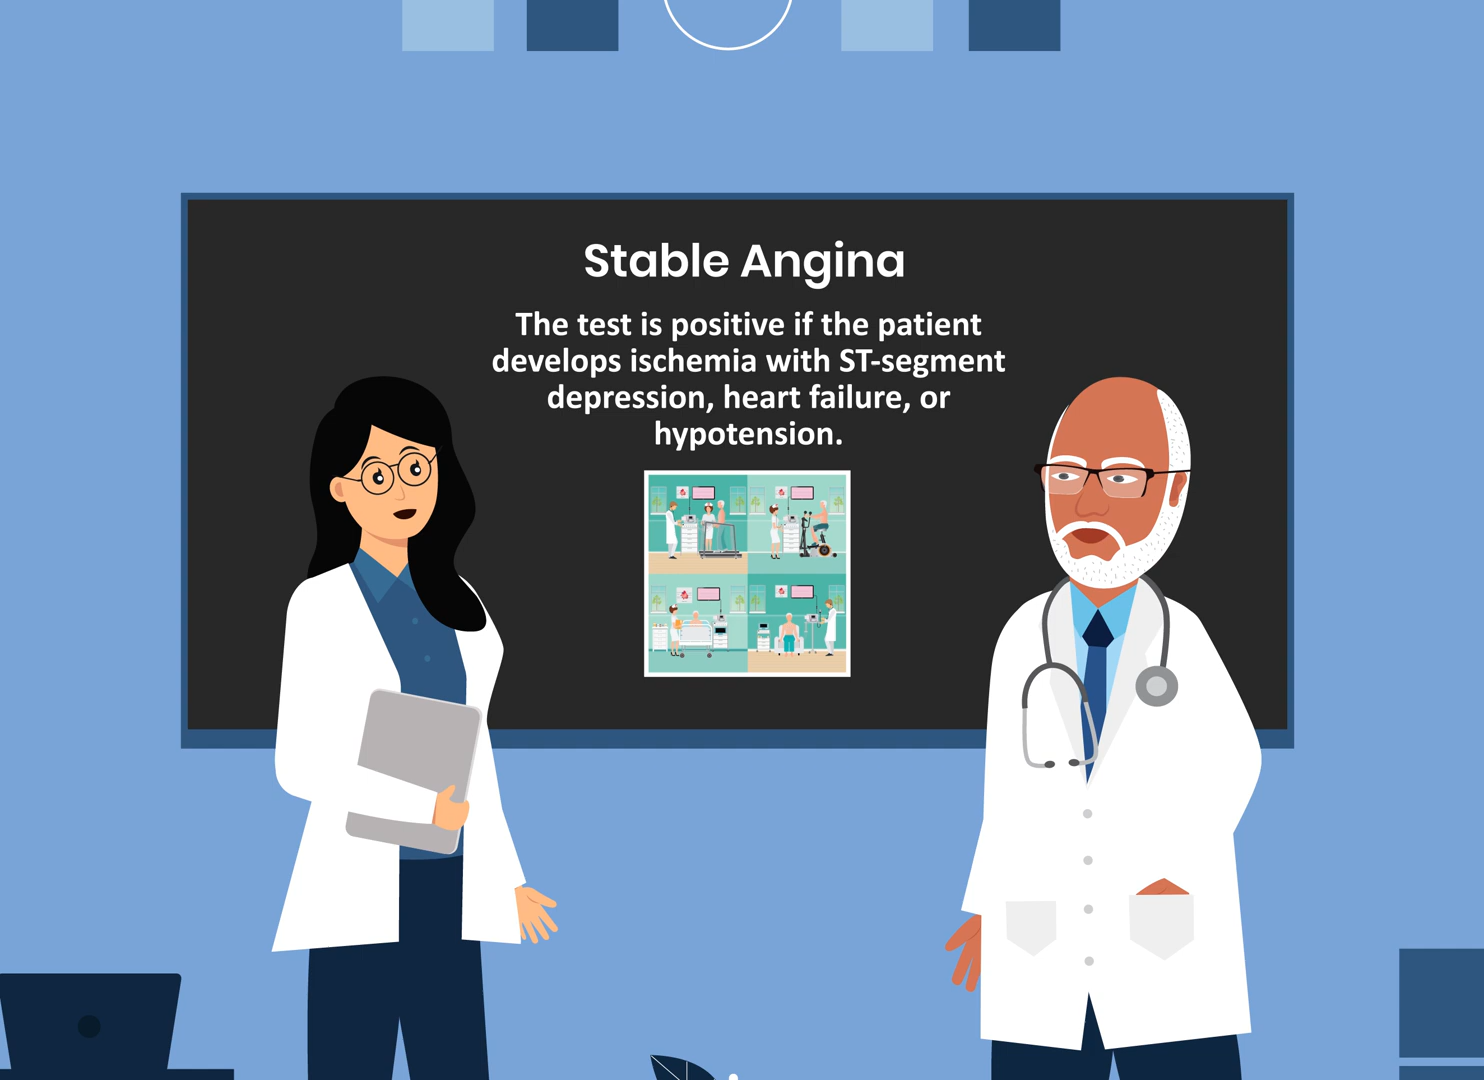 Stable Angina
The test is positive if the patient
develops ischemia with ST-segment
depression, heart failure, or
hypotension.